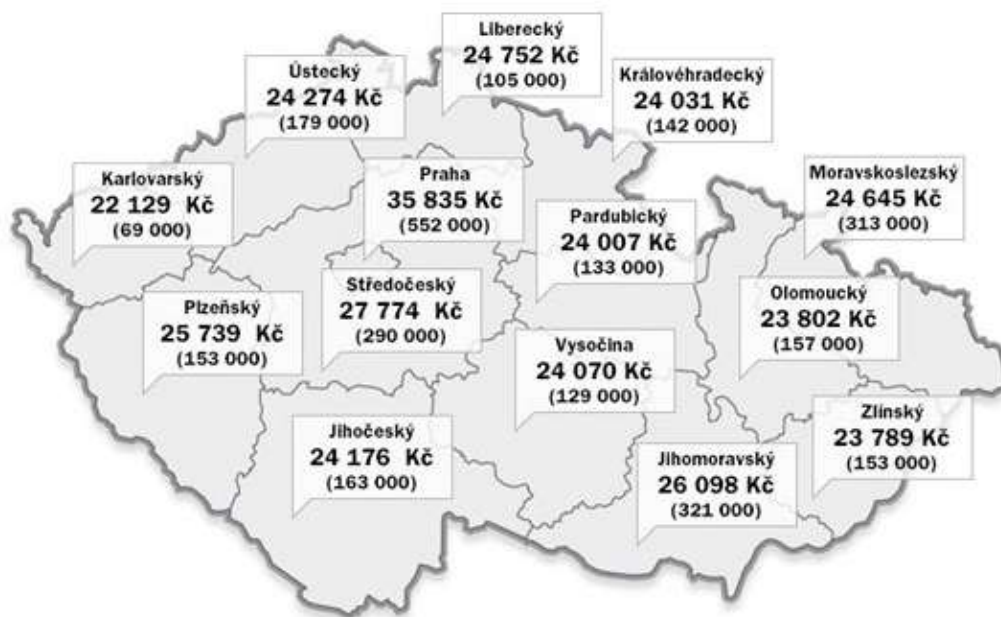 Liberecký
24 752 Kč
(105 000)
Ústecký
24 274 Kč
(179 000)
Královéhradecký
24 031 Kč
(142 000)
Karlovarský
22 129 Kč
(69 000)
Praha
35 835 Kč
(552 000)
Moravskoslezský
24 645 Kč
(313 000)
Pardubický
24 007 Kč
(133 000)
Plzeňský
25 739 Kč
(153 000)
Středočeský
27 774 Kč
(290 000)
Olomoucký
23 802 Kč
(157 000)
Vysočina
24 070 Kč
(129 000)
Jihočeský
24 176 Kč
(163 000)
Jihomoravský
26 098 Kč
(321 000)
Zlínský
23 789 Kč
(153 000)